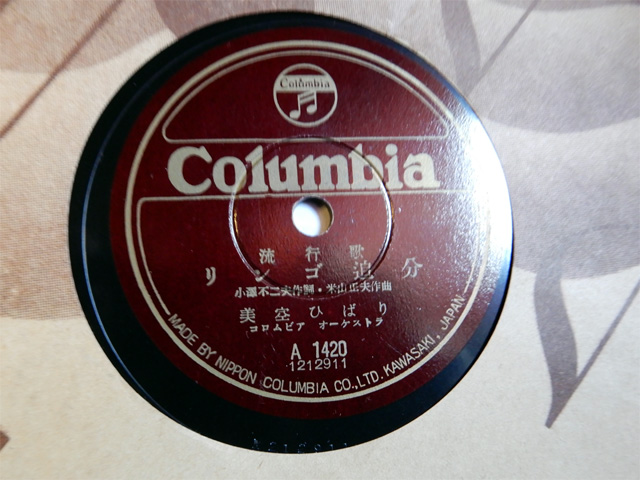 Columbia
Columbia
流行歌
リンゴ追分
小澤不二夫作詞・米山正夫作曲
美空ひばり
コロムビア オーケストラ
A 1420
1212911
MADE BY NIPPON COLUMBIA CO., LTD. KAWASAKI, JAPAN